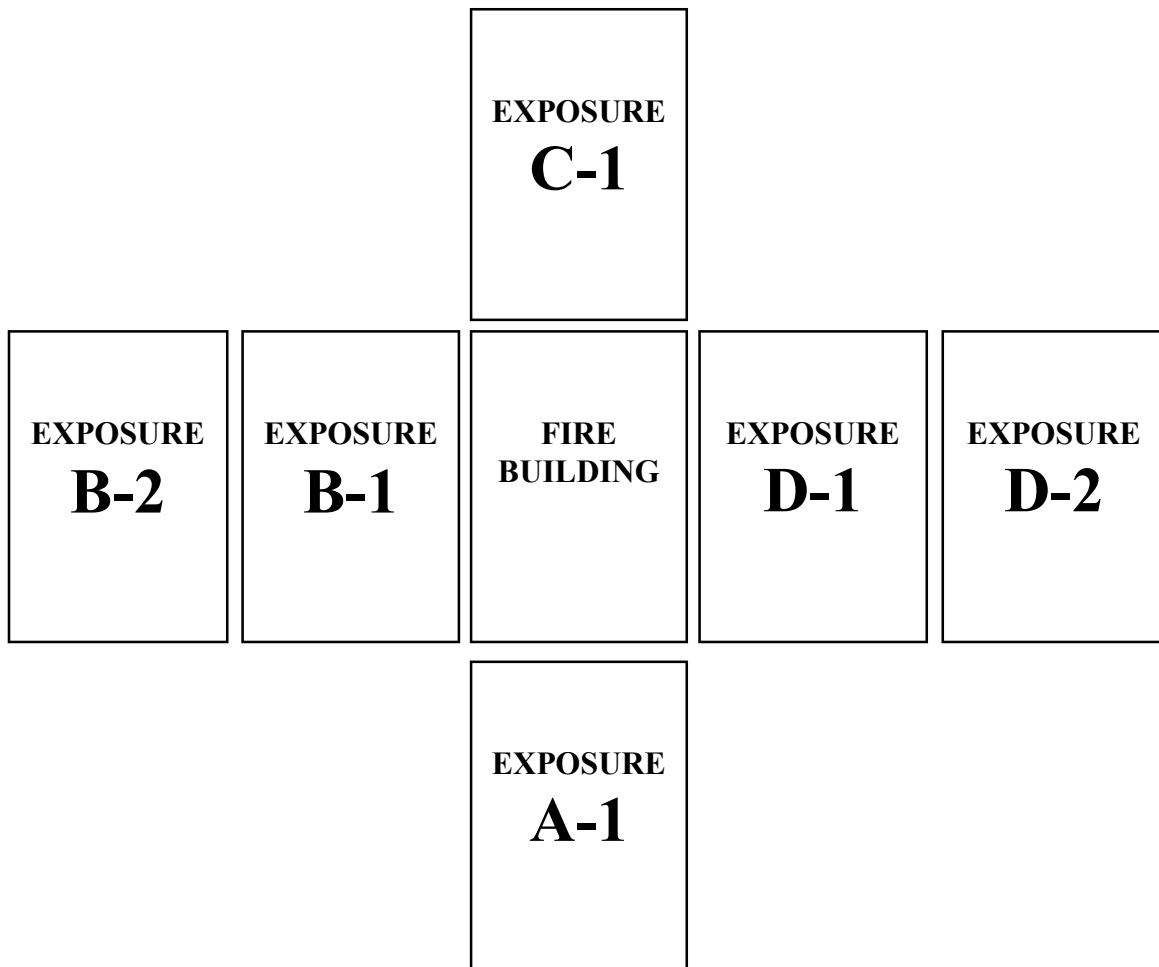 EXPOSURE
C-1
EXPOSURE
B-2
EXPOSURE
B-1
FIRE
BUILDING
EXPOSURE
D-1
EXPOSURE
D-2
EXPOSURE
A-1